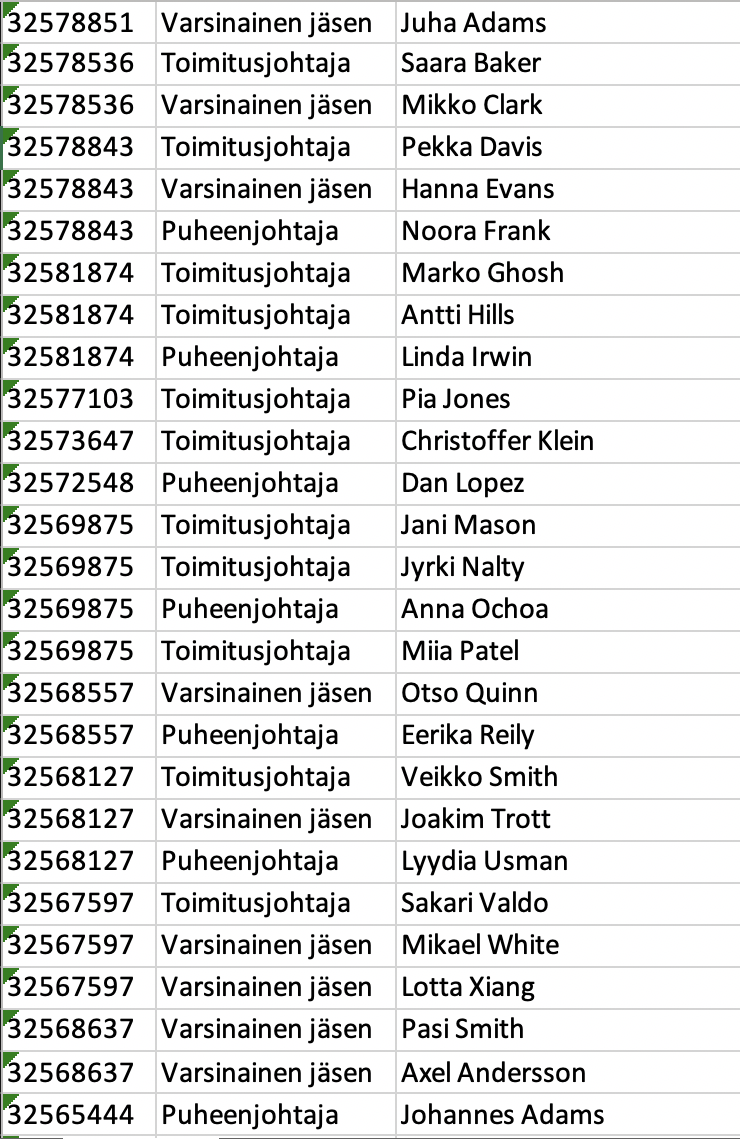 32578851 Varsinainen jäsen Juha Adams
32578536 Toimitusjohtaja Saara Baker
32578536 Varsinainen jäsen Mikko Clark
32578843 Toimitusjohtaja Pekka Davis
32578843 Varsinainen jäsen Hanna Evans
32578843 Puheenjohtaja Noora Frank
32581874 Toimitusjohtaja Marko Ghosh
32581874 Toimitusjohtaja Antti Hills
32581874 Puheenjohtaja Linda Irwin
32577103 Toimitusjohtaja Pia Jones
32573647 Toimitusjohtaja Christoffer Klein
32572548 Puheenjohtaja Dan Lopez
32569875 Toimitusjohtaja Jani Mason
32569875 Toimitusjohtaja Jyrki Nalty
32569875 Puheenjohtaja Anna Ochoa
32569875 Toimitusjohtaja Miia Patel
32568557 Varsinainen jäsen Otso Quinn
32568557 Puheenjohtaja Eerika Reily
32568127 Toimitusjohtaja Veikko Smith
32568127 Varsinainen jäsen Joakim Trott
32568127 Puheenjohtaja Lyydia Usman
32567597 Toimitusjohtaja Sakari Valdo
32567597 Varsinainen jäsen Mikael White
32567597 Varsinainen jäsen Lotta Xiang
32568637 Varsinainen jäsen Pasi Smith
32568637 Varsinainen jäsen Axel Andersson
32565444 Puheenjohtaja Johannes Adams